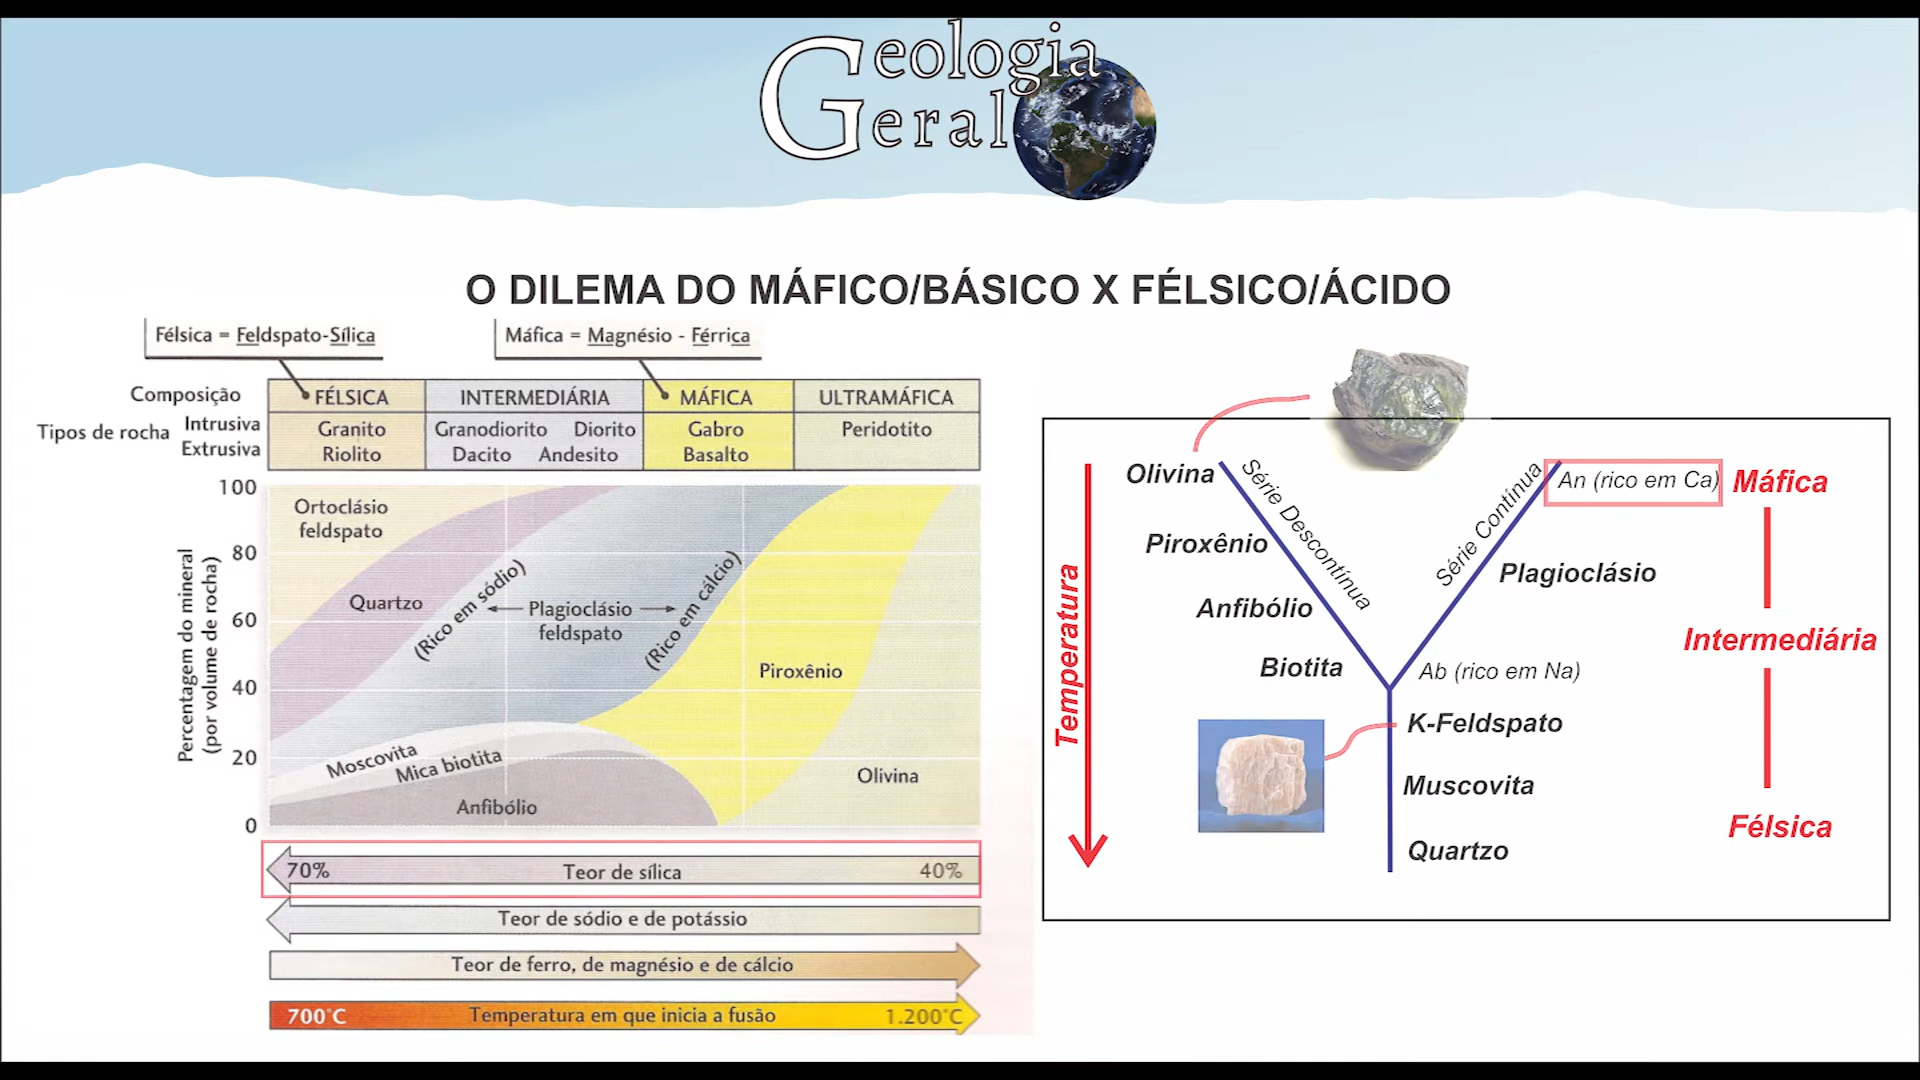 Geologia
Geral
O DILEMA DO MÁFICO/BÁSICO X FÉLSICO/ÁCIDO
Félsica = Feldspato-Sílica
Máfica = Magnésio - Férrica
Composição
FÉLSICA
INTERMEDIÁRIA
MÁFICA
ULTRAMÁFICA
Tipos de rocha
Intrusiva
Extrusiva
Granito
Riolito
Granodiorito Diorito
Dacito Andesito
Gabro
Basalto
Peridotito
Percentagem do mineral
(por volume de rocha)
100
80
60
40
20
0
Ortoclásio
feldspato
Quartzo
(Rico em sódio)
Plagioclásio
feldspato
(Rico em cálcio)
Piroxênio
Moscovita
Mica biotita
Anfibólio
Olivina
70% Teor de sílica 40%
Teor de sódio e de potássio
Teor de ferro, de magnésio e de cálcio
700°C Temperatura em que inicia a fusão 1.200°C
Temperatura
Olivina
Piroxênio
Anfibólio
Biotita
Série Descontínua
Série Contínua
An (rico em Ca)
Plagioclásio
Ab (rico em Na)
K-Feldspato
Muscovita
Quartzo
Máfica
Intermediária
Félsica